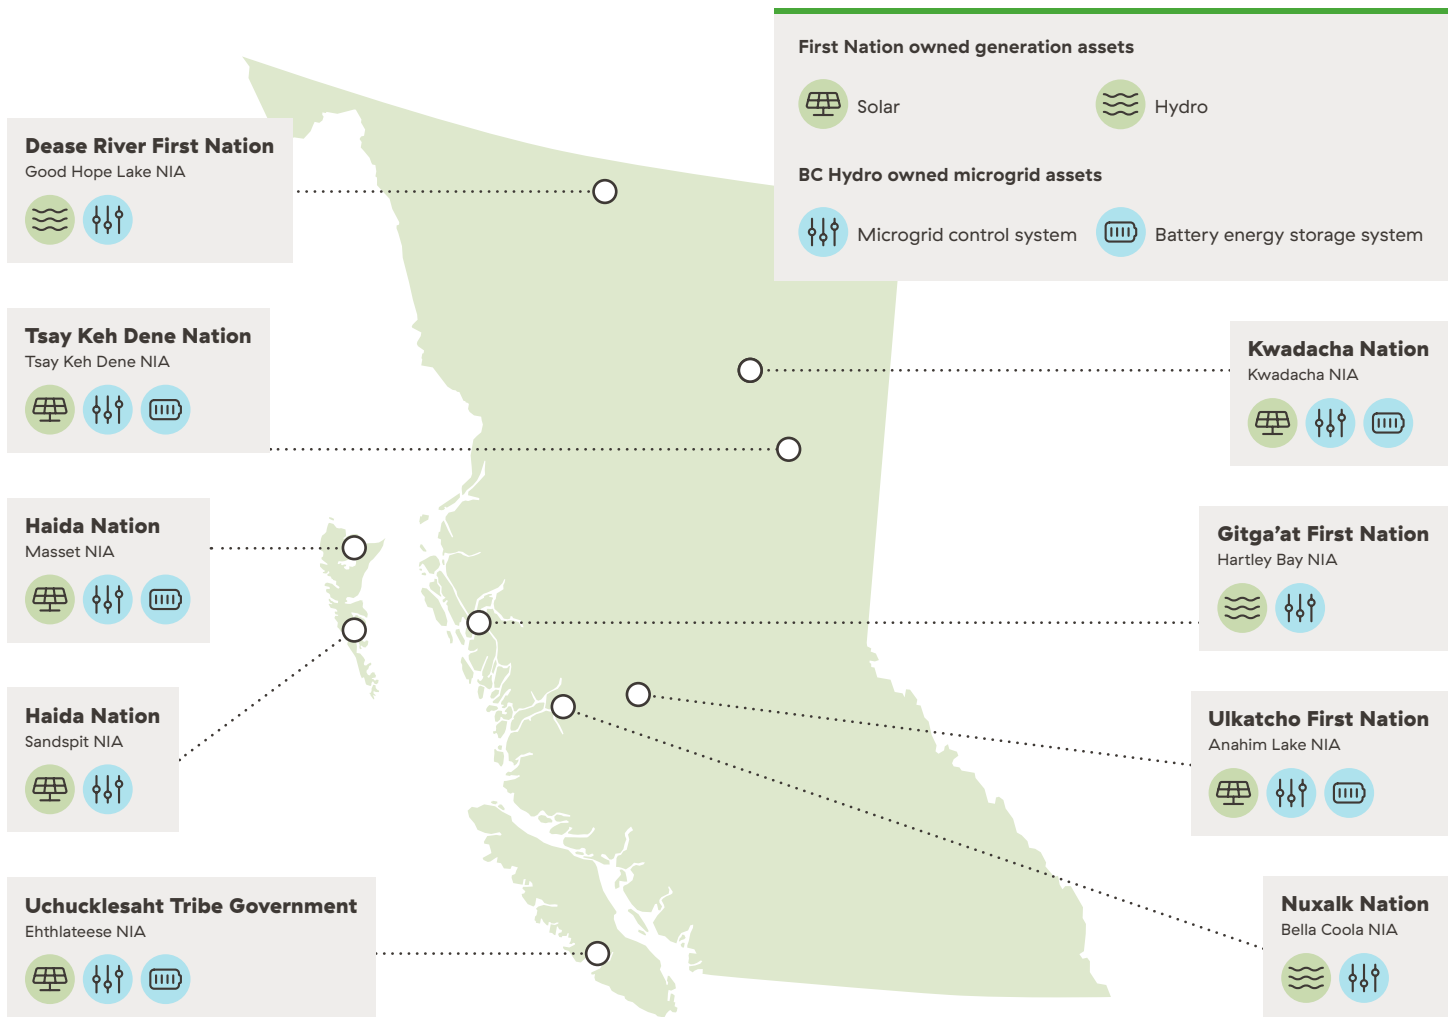 First Nation owned generation assets
Solar
Hydro
BC Hydro owned microgrid assets
Microgrid control system
Battery energy storage system
Dease River First Nation
Good Hope Lake NIA
Tsay Keh Dene Nation
Tsay Keh Dene NIA
Haida Nation
Masset NIA
Haida Nation
Sandspit NIA
Uchucklesaht Tribe Government
Ehthlateese NIA
Kwadacha Nation
Kwadacha NIA
Gitga’at First Nation
Hartley Bay NIA
Ulkatcho First Nation
Anahim Lake NIA
Nuxalk Nation
Bella Coola NIA